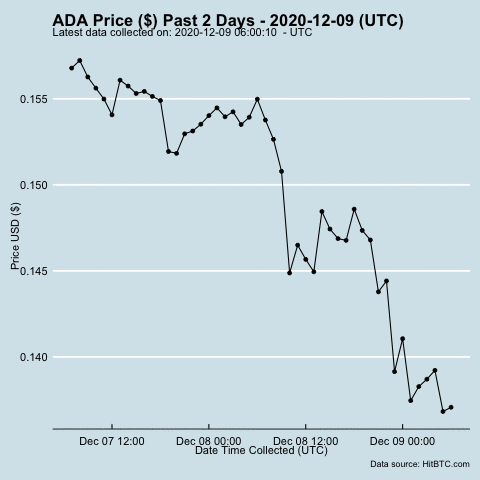 ADA Price ($) Past 2 Days - 2020-12-09 (UTC)
Latest data collected on: 2020-12-09 06:00:10  - UTC
0.155
0.150
0.145
0.140
Price USD ($)
Dec 07 12:00
Dec 08 00:00
Dec 08 12:00
Dec 09 00:00
Date Time Collected (UTC)
Data source: HitBTC.com